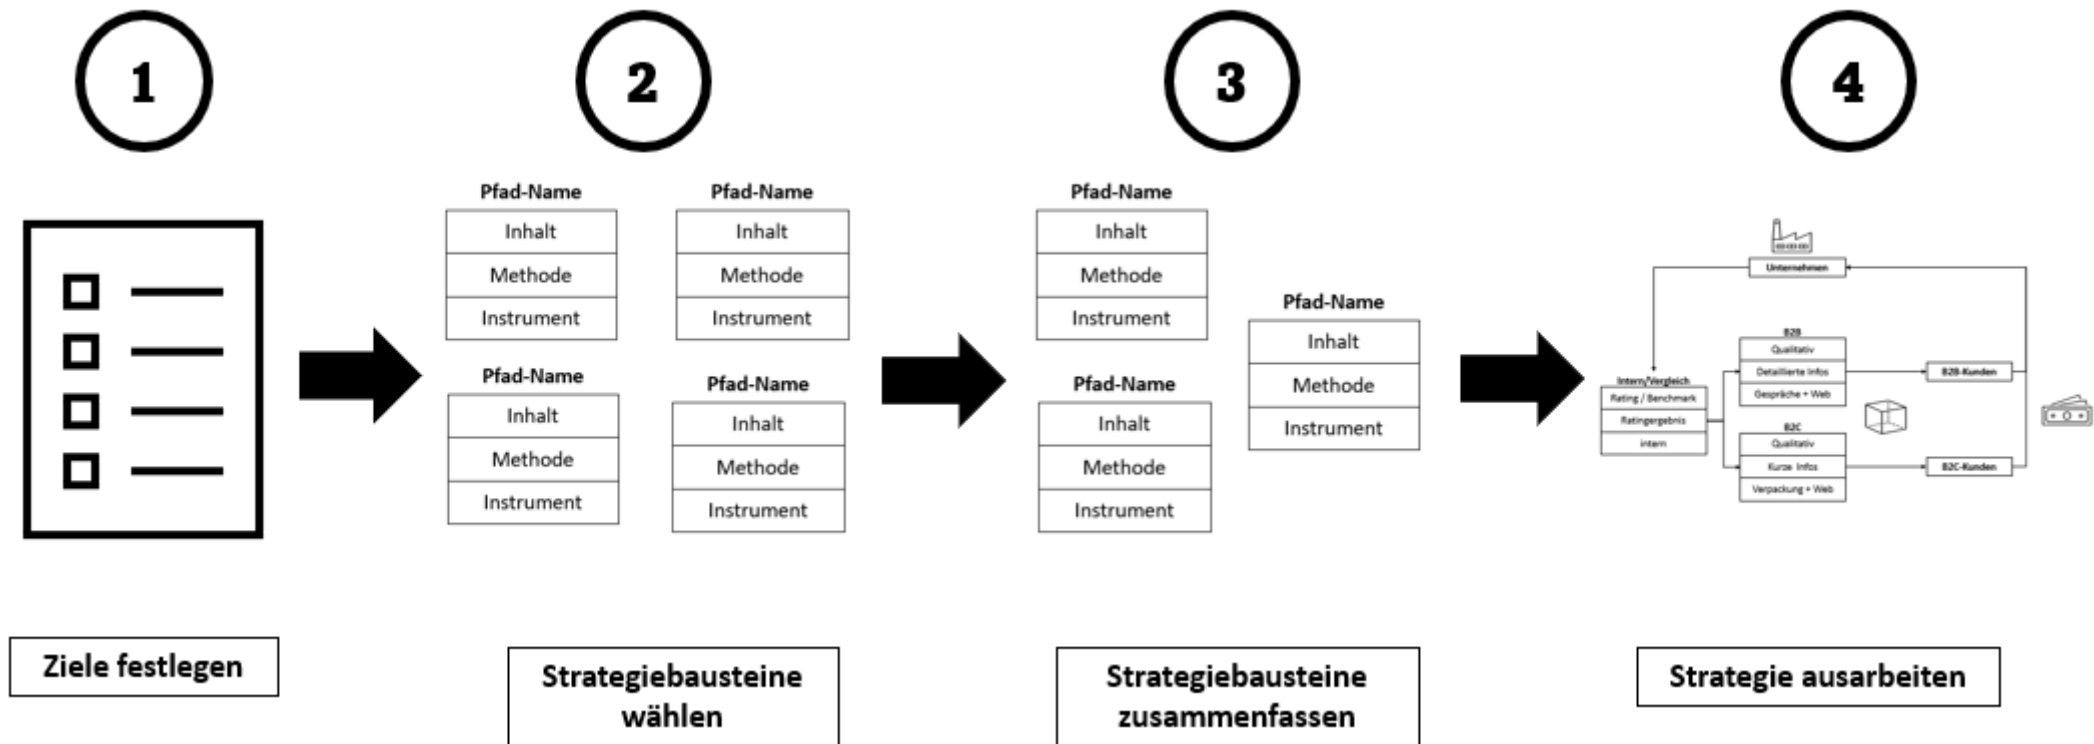 1
2
3
4
Pfad-Name
Inhalt
Methode
Instrument
Pfad-Name
Inhalt
Methode
Instrument
Pfad-Name
Inhalt
Methode
Instrument
Pfad-Name
Inhalt
Methode
Instrument
Pfad-Name
Inhalt
Methode
Instrument
Pfad-Name
Inhalt
Methode
Instrument
Pfad-Name
Inhalt
Methode
Instrument
Unternehmen
Intern/Vergleich
Rating / Benchmark
Ratingergebnis
intern
B2B
Qualitativ
Detaillierte Infos
Gespräche + Web
B2C
Qualitativ
Kurze Infos
Verpackung + Web
B2B-Kunden
B2C-Kunden
Ziele festlegen
Strategiebausteine
wählen
Strategiebausteine
zusammenfassen
Strategie ausarbeiten